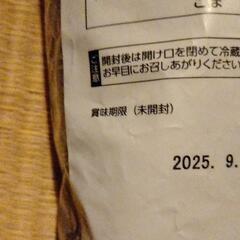 ごま
ご注意
開封後は開け口を閉めて冷蔵
お早目にお召しあがりください
賞味期限（未開封）
2025. 9.